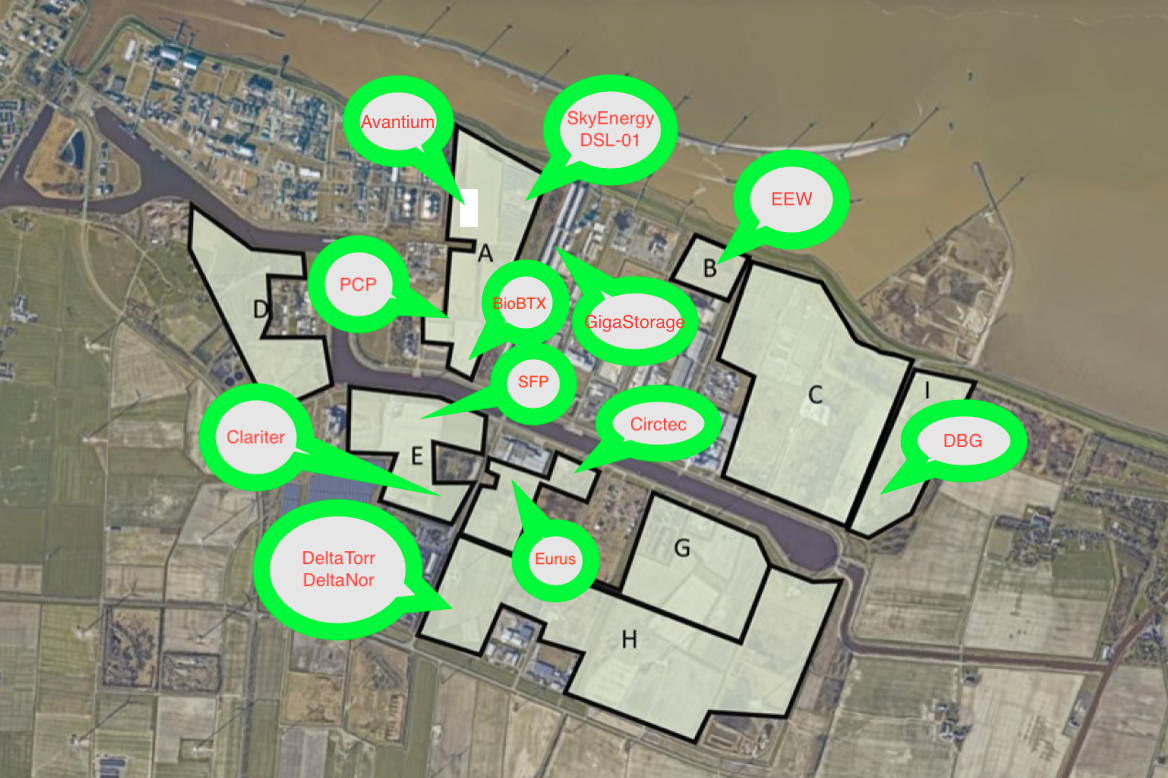 Avantium
SkyEnergy
DSL-01
EEW
A
B
PCP
BioBTX
D
GigaStorage
SFP
I
C
Circtec
Clariter
DBG
E
G
DeltaTorr
DeltaNor
Eurus
H